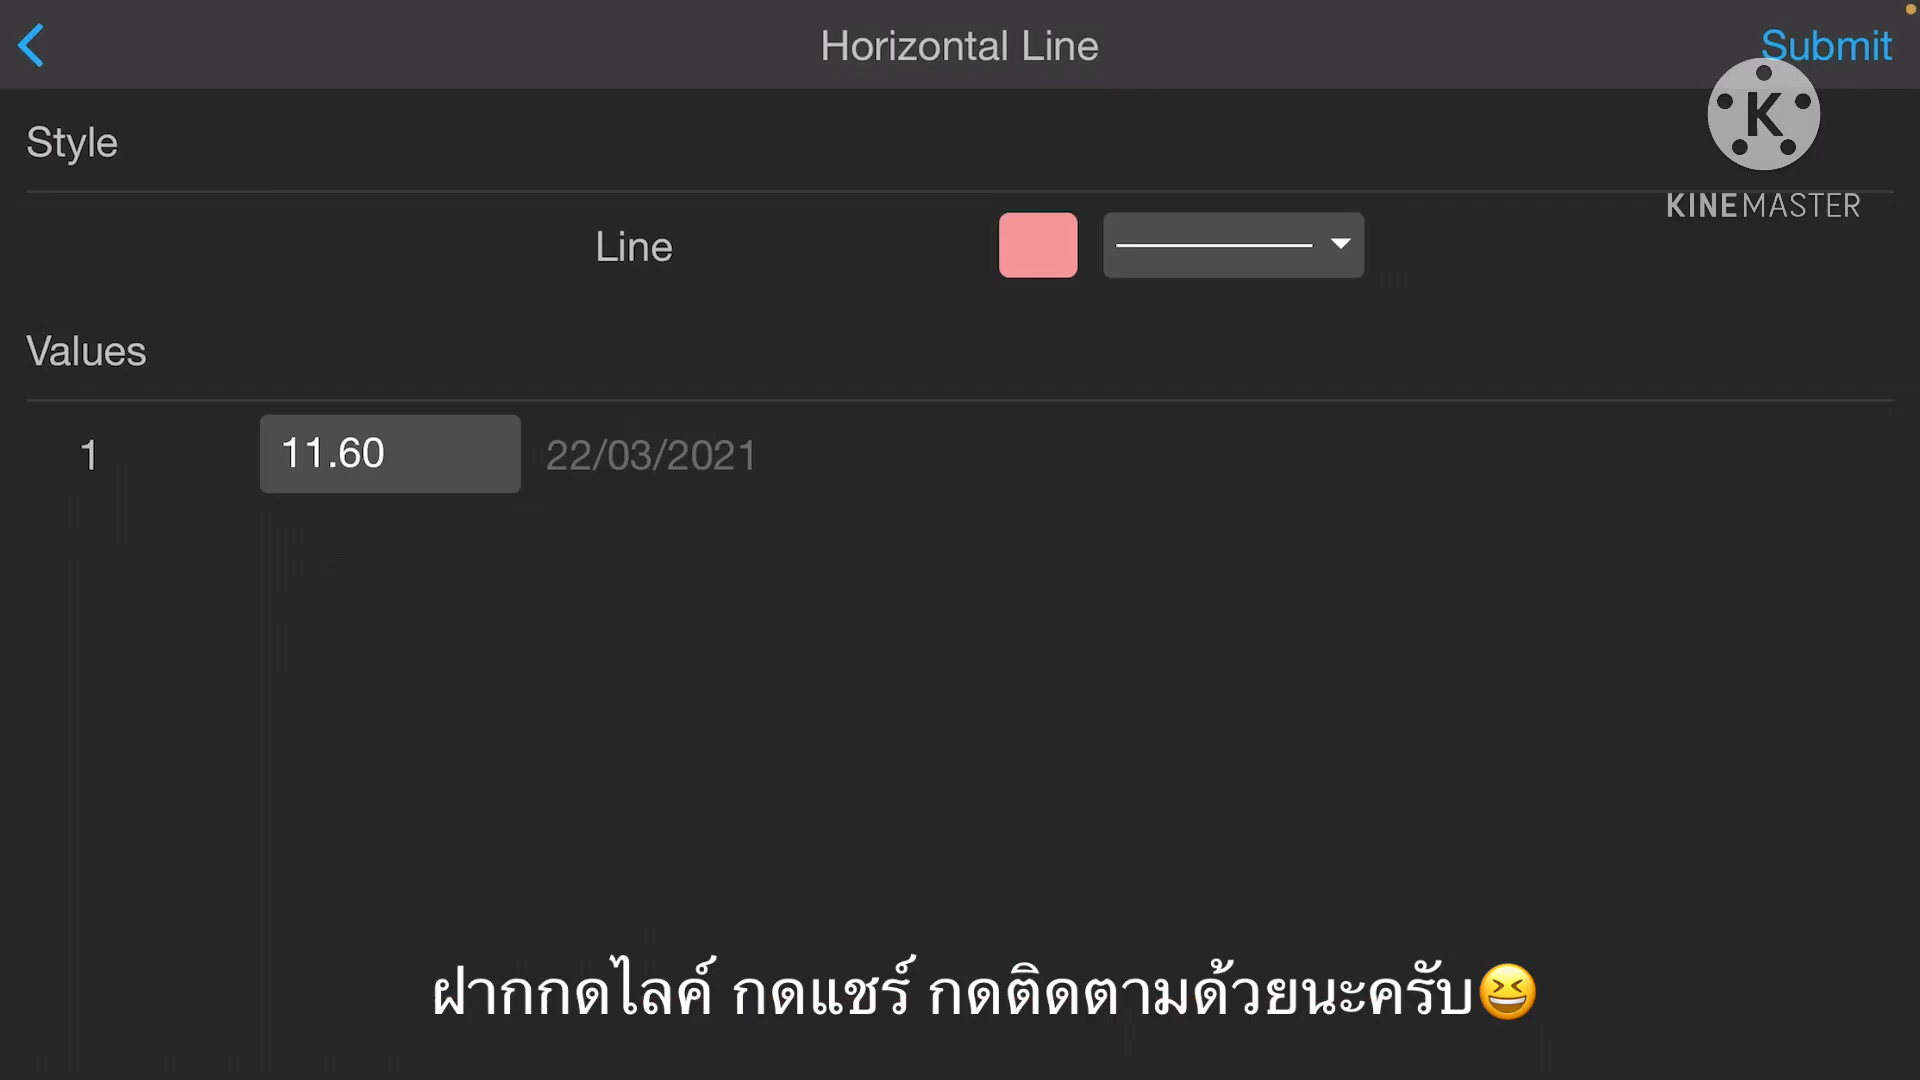 Horizontal Line
Submit
K
KINEMASTER
Style
Line
Values
1 11.60 22/03/2021
ฝากกดไลค์ กดแชร์ กดติดตามด้วยนะครับ😆